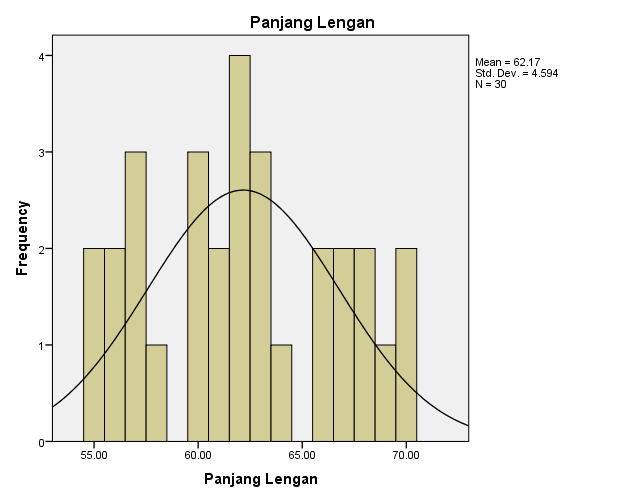 Panjang Lengan
Mean = 62.17
Std. Dev. = 4.594
N = 30
Frequency
4
3
2
1
0
55.00 60.00 65.00 70.00
Panjang Lengan